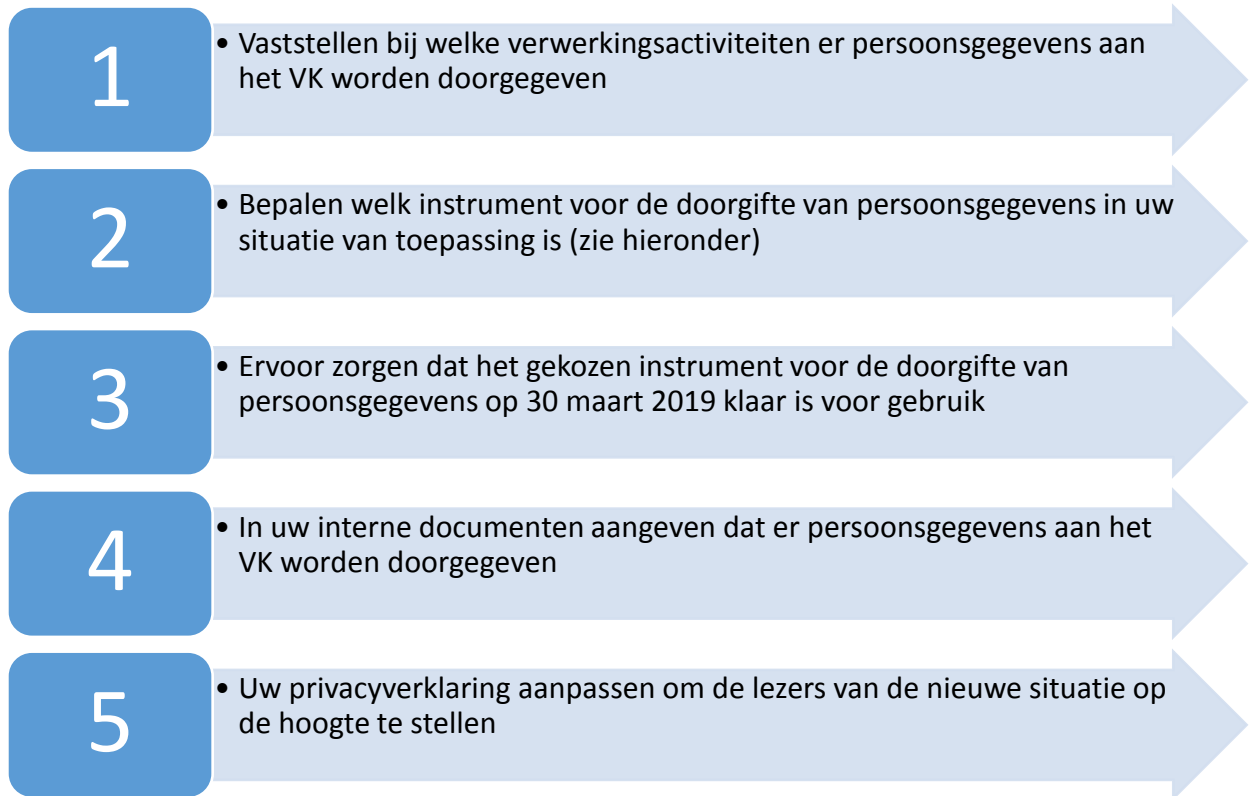 1
• Vaststellen bij welke verwerkingsactiviteiten er persoonsgegevens aan
het VK worden doorgegeven
2
• Bepalen welk instrument voor de doorgifte van persoonsgegevens in uw
situatie van toepassing is (zie hieronder)
3
• Ervoor zorgen dat het gekozen instrument voor de doorgifte van
persoonsgegevens op 30 maart 2019 klaar is voor gebruik
4
• In uw interne documenten aangeven dat er persoonsgegevens aan het
VK worden doorgegeven
5
• Uw privacyverklaring aanpassen om de lezers van de nieuwe situatie op
de hoogte te stellen